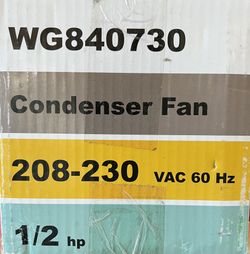 WG840730
Condenser Fan
208-230 VAC 60 Hz
1/2 hp